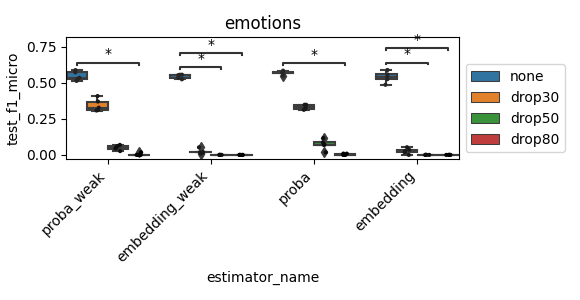 emotions
test_f1_micro
0.75
0.50
0.25
0.00
*
*
*
*
*
*
proba_weak
embedding_weak
proba
embedding
estimator_name
none
drop30
drop50
drop80